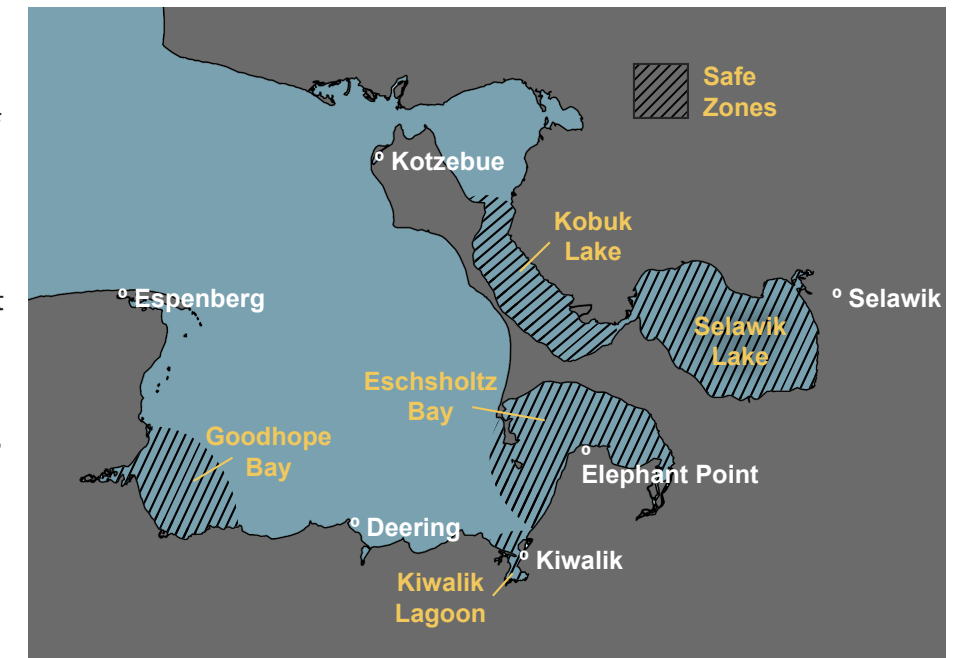 Safe
Zones
º Kotzebue
Kobuk
Lake
º Espenberg
º Selawik
Selawik
Lake
Eschsholtz
Bay
Goodhope
Bay
º
Elephant Point
º Deering
º Kiwalik
Kiwalik
Lagoon